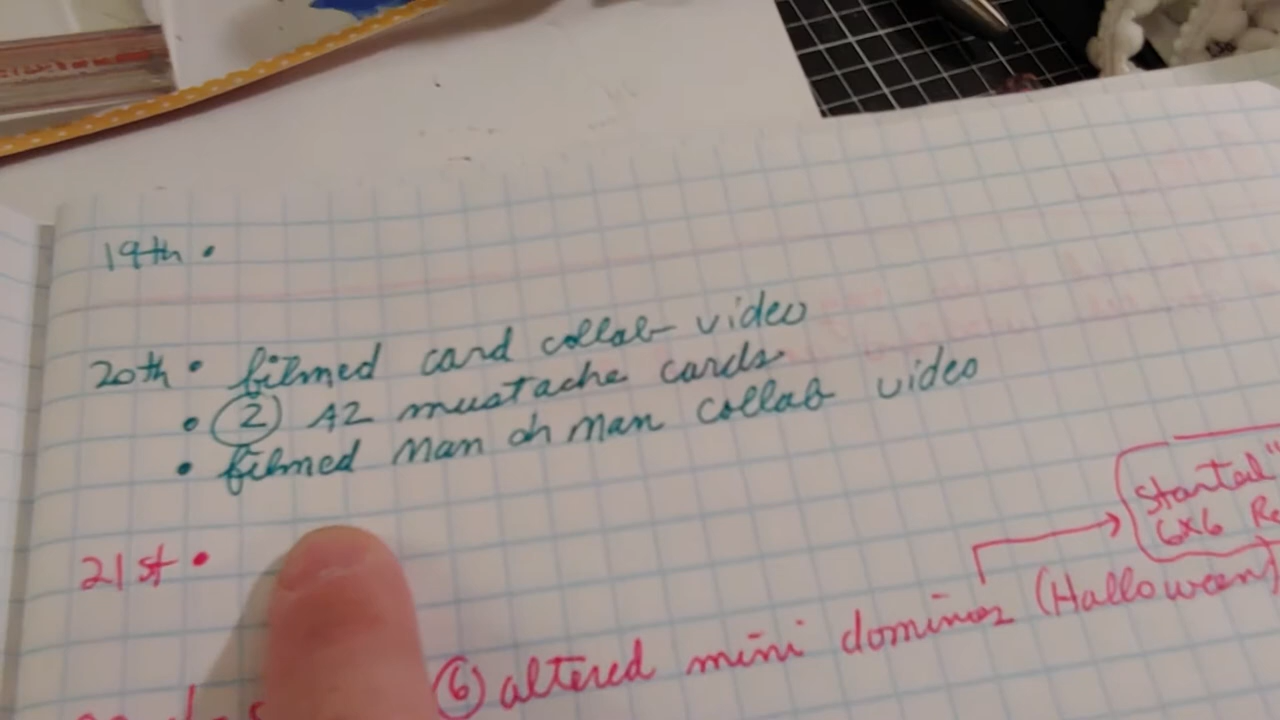 19th •
20th • filmed card collab video
• (2) A2 mustache cards
• filmed Man oh Man collab video
21st •
Started "
6x6
(6) altered mini dominos (Halloween)